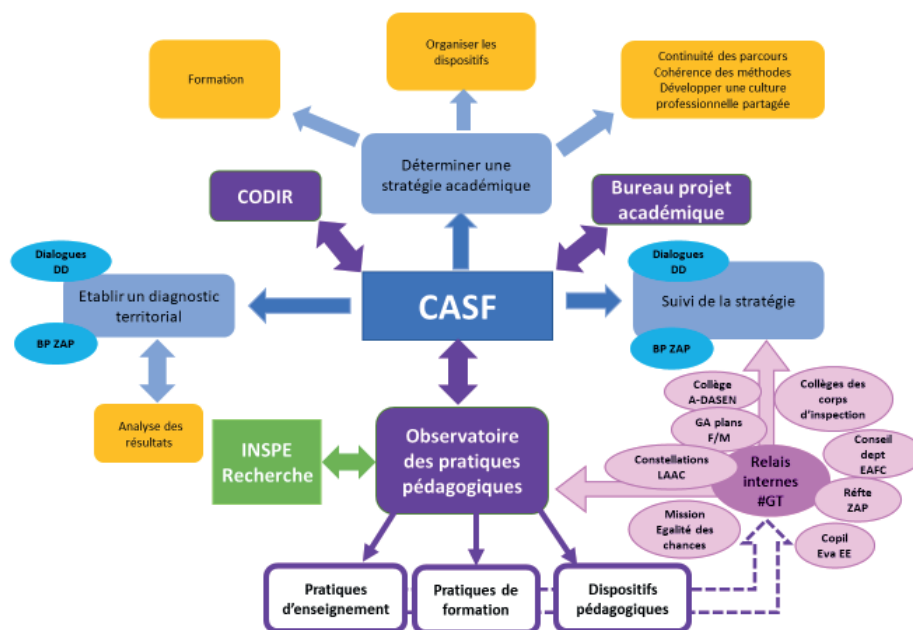 Organiser les
dispositifs
Formation
Continuité des parcours
Cohérence des méthodes
Développer une culture
professionnelle partagée
Déterminer une
stratégie académique
CODIR
Bureau projet
académique
Dialogues
DD
Etablir un diagnostic
territorial
BP ZAP
CASF
Dialogues
DD
Suivi de la stratégie
BP ZAP
Analyse des
résultats
INSPE
Recherche
Observatoire
des pratiques
pédagogiques
Collège
A-DASEN
Collèges des
corps
d'inspection
GA plans
F/M
Conseil
dept
EAFC
Constellations
LAAC
Relais
internes
#GT
Réfte
ZAP
Mission
Egalité des
chances
Copil
Eva EE
Pratiques
d'enseignement
Pratiques de
formation
Dispositifs
pédagogiques